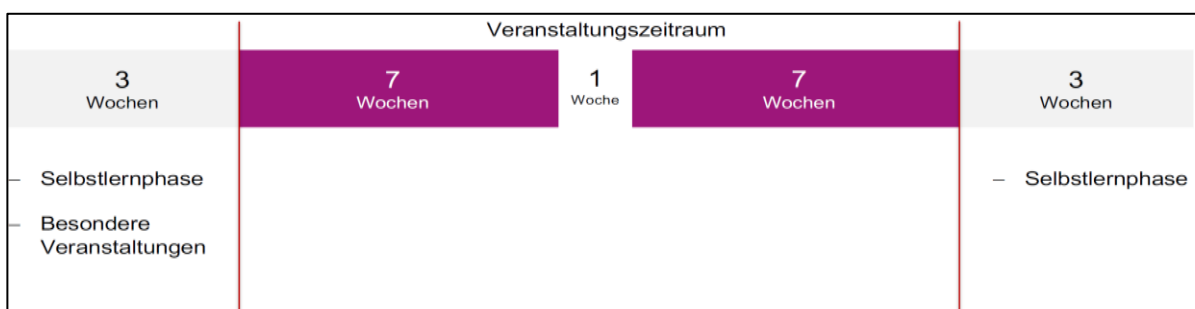 Veranstaltungszeitraum
3
Wochen
7
Wochen
1
Woche
7
Wochen
3
Wochen
– Selbstlernphase
– Besondere
Veranstaltungen
– Selbstlernphase